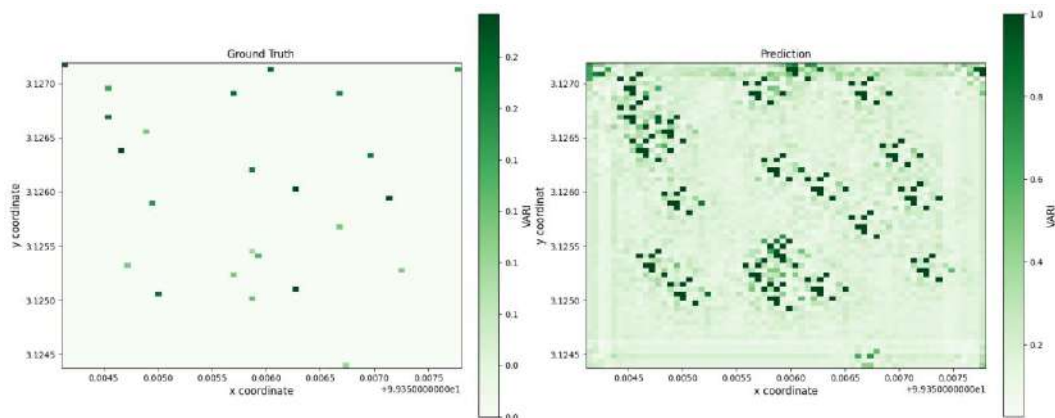 Ground Truth
3.1270
3.1265
3.1260
3.1255
3.1250
3.1245
y coordinate
0.0045 0.0050 0.0055 0.0060 0.0065 0.0070 0.0075
x coordinate
+9.9350000000e1
0.2
0.2
0.1
0.1
0.1
0.0
0.0
VARI
Prediction
3.1270
3.1265
3.1260
3.1255
3.1250
3.1245
y coordinat
0.0045 0.0050 0.0055 0.0060 0.0065 0.0070 0.0075
x coordinate
+9.9350000000e1
1.0
0.8
0.6
0.4
0.2
VARI